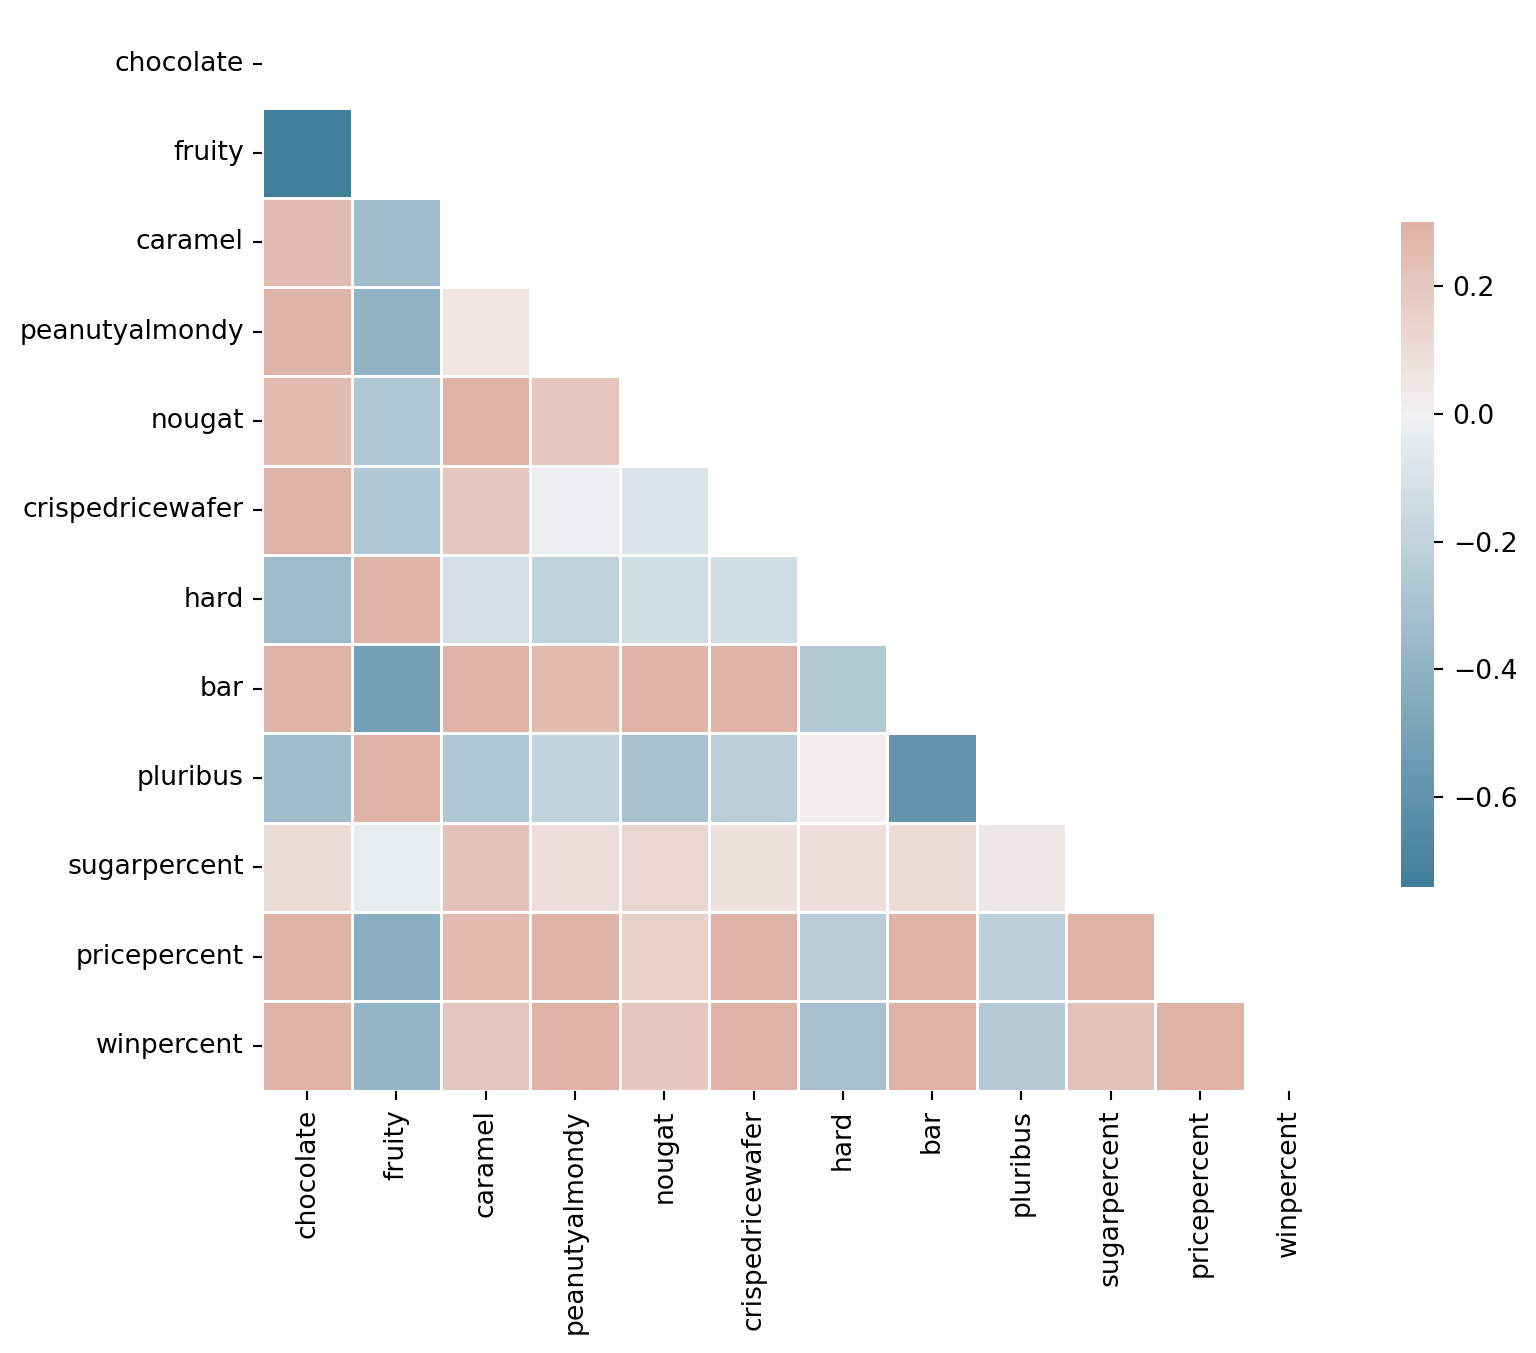 chocolate
fruity
caramel
peanutyalmondy
nougat
crispedricewafer
hard
bar
pluribus
sugarpercent
pricepercent
winpercent
chocolate
fruity
caramel
peanutyalmondy
nougat
crispedricewafer
hard
bar
pluribus
sugarpercent
pricepercent
winpercent
0.2
0.0
−0.2
−0.4
−0.6